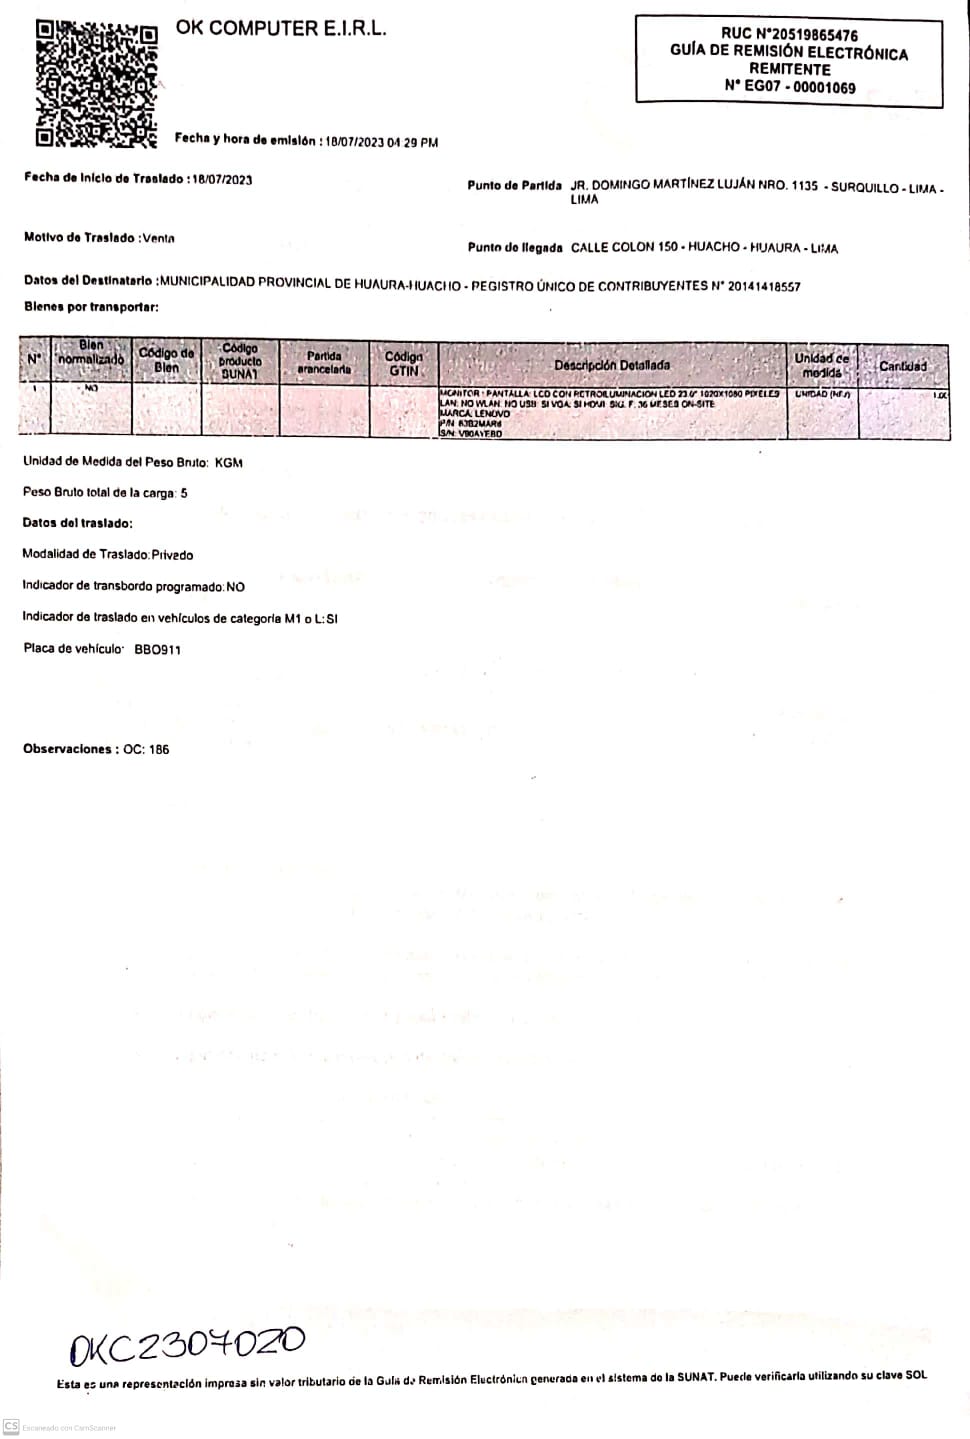 OK COMPUTER E.I.R.L.
RUC N°20519865476
GUÍA DE REMISIÓN ELECTRÓNICA
REMITENTE
N° EG07 - 00001069
Fecha y hora de emisión : 18/07/2023 04 29 PM
Fecha de Inicio de Traslado : 18/07/2023
Punto de Partida JR. DOMINGO MARTÍNEZ LUJÁN NRO. 1135 - SURQUILLO - LIMA -
LIMA
Motivo de Traslado : Venta
Punto de llegada CALLE COLON 150 - HUACHO - HUAURA - LIMA
Datos del Destinatario : MUNICIPALIDAD PROVINCIAL DE HUAURA-HUACHO - REGISTRO ÚNICO DE CONTRIBUYENTES N° 20141418557
Bienes por transportar:
N° Bien normalizado Código de Bien Código producto SUNAT Partida arancelaria Código GTIN Descripción Detallada Unidad de medida Cantidad
1 NO MONITOR - PANTALLA: LCD CON RETROILUMINACION LED 1080 PIXELES UNIDAD
LAN: NO WLAN: NO USB: SI VGA: SI HDMI: 36 MESES ON-SITE
MARCA: LENOVO
Unidad de Medida del Peso Bruto: KGM
Peso Bruto total de la carga: 5
Datos del traslado:
Modalidad de Traslado: Privado
Indicador de transbordo programado: NO
Indicador de traslado en vehículos de categoría M1 o L: SI
Placa de vehículo: BBO911
Observaciones : OC: 186
OKC2307020
Esta es una representación impresa sin valor tributario de la Guía de Remisión Electrónica generada en el sistema de la SUNAT. Puede verificarla utilizando su clave SOL
CS Escaneado con CamScanner